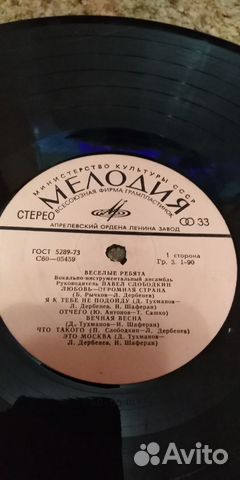 МИНИСТЕРСТВО КУЛЬТУРЫ СССР
МЕЛОДИЯ
ВСЕСОЮЗНАЯ ФИРМА ГРАМПЛАСТИНОК
СТЕРЕО
33
АПРЕЛЕВСКИЙ ОРДЕНА ЛЕНИНА ЗАВОД
ГОСТ 5289-73
1 сторона
С60—05459
Гр. 3. 1-90
ВЕСЕЛЫЕ РЕБЯТА
Вокально-инструментальный ансамбль
Руководитель ПАВЕЛ СЛОБОДКИН
ЛЮБОВЬ—ОГРОМНАЯ СТРАНА
(Б. Рычков—Л. Дербенев)
Я К ТЕБЕ НЕ ПОДОЙДУ (Д. Тухманов—
Л. Дербенев, И. Шаферан)
ОТЧЕГО (Ю. Антонов—Т. Сашко)
ВЕЧНАЯ ВЕСНА
(Д. Тухманов—И. Шаферан)
ЧТО ТАКОГО (П. Слободкин—Л. Дербенев)
ЭТО МОСКВА (Д. Тухманов—
Л. Дербенев, И. Шаферан)
Avito